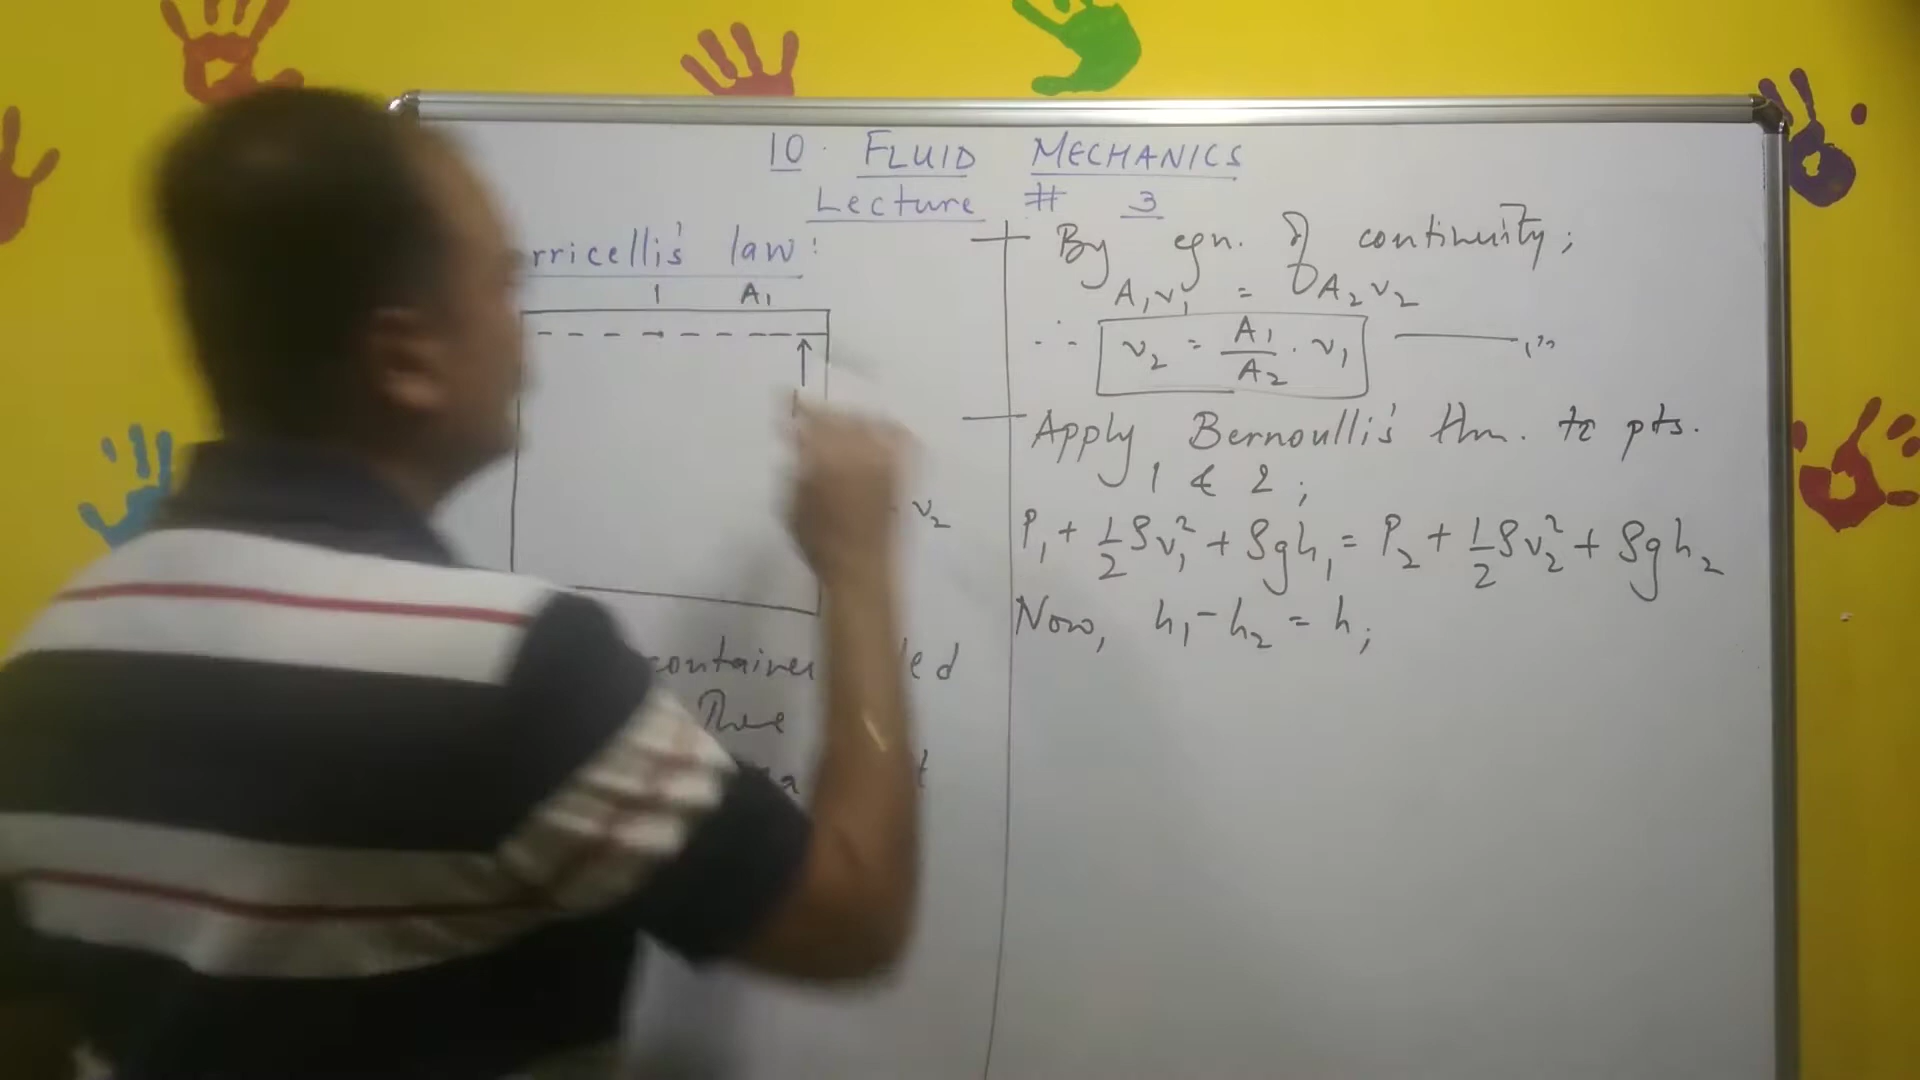 10. FLUID MECHANICS
Lecture # 3
rricelli's law:
1 A₁
v₂
container led
There
t
By eqn. of continuity;
A₁v₁ = A₂v₂
∴ v₂ = A₁/A₂ · v₁ —— (i)
Apply Bernoulli's thm. to pts.
1 & 2 ;
P₁ + 1/2 ρv₁² + ρgh₁ = P₂ + 1/2 ρv₂² + ρgh₂
Now, h₁ - h₂ = h;